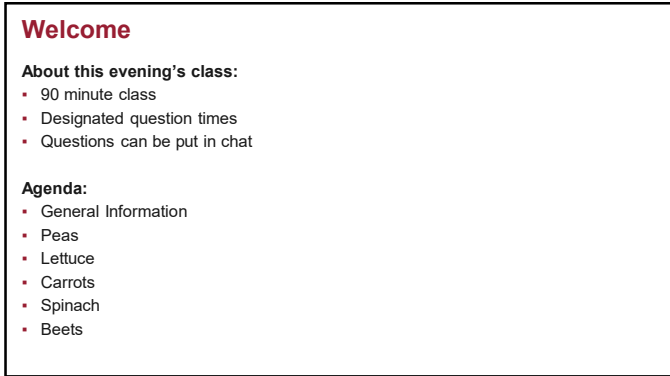 Welcome
About this evening's class:
▪ 90 minute class
▪ Designated question times
▪ Questions can be put in chat
Agenda:
▪ General Information
▪ Peas
▪ Lettuce
▪ Carrots
▪ Spinach
▪ Beets